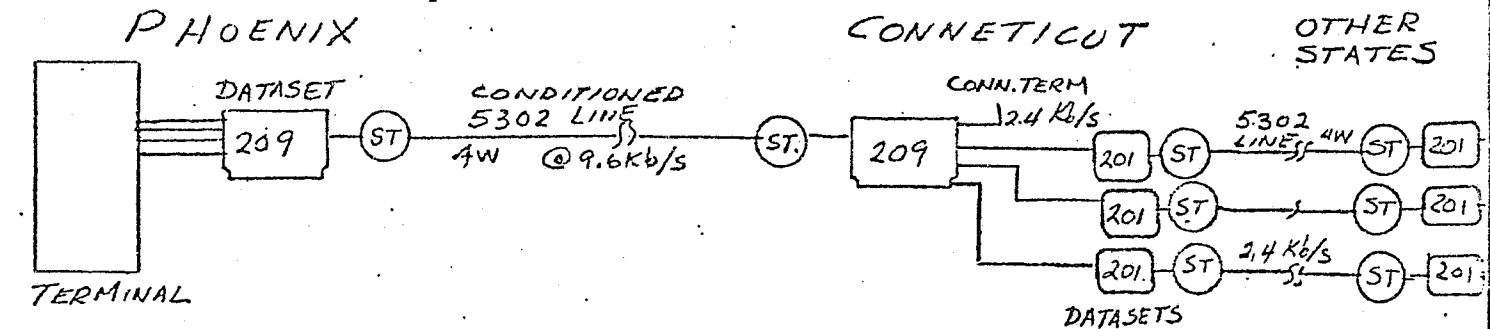 PHOENIX
CONNETICUT
OTHER
STATES
DATASET
209
ST
CONDITIONED
5302 LINE
4W @ 9.6Kb/s
ST.
CONN. TERM
2.4 Kb/s
209
201
ST
5302
LINE 4W
ST
201
201
ST
ST
201
201.
ST
2.4 Kb/s
ST
201
TERMINAL
DATASETS